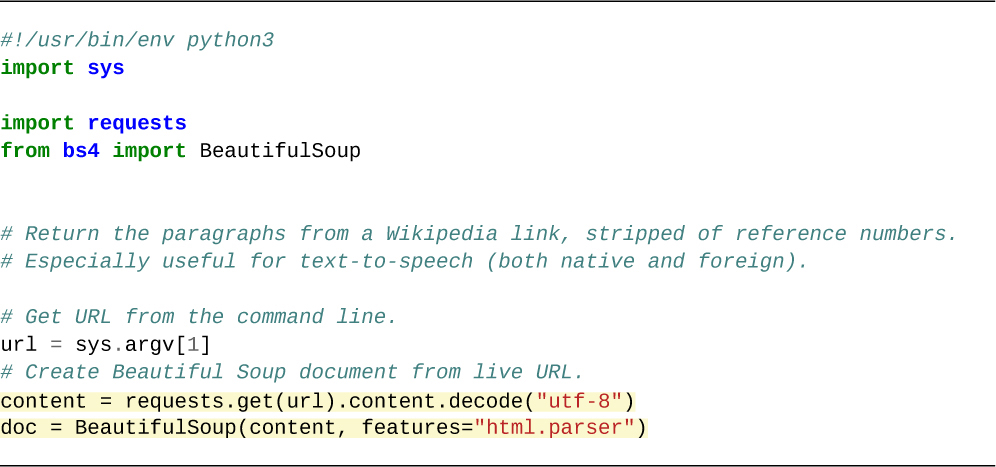 #!/usr/bin/env python3
import sys
import requests
from bs4 import BeautifulSoup
# Return the paragraphs from a Wikipedia link, stripped of reference numbers.
# Especially useful for text-to-speech (both native and foreign).
# Get URL from the command line.
url = sys.argv[1]
# Create Beautiful Soup document from live URL.
content = requests.get(url).content.decode("utf-8")
doc = BeautifulSoup(content, features="html.parser")